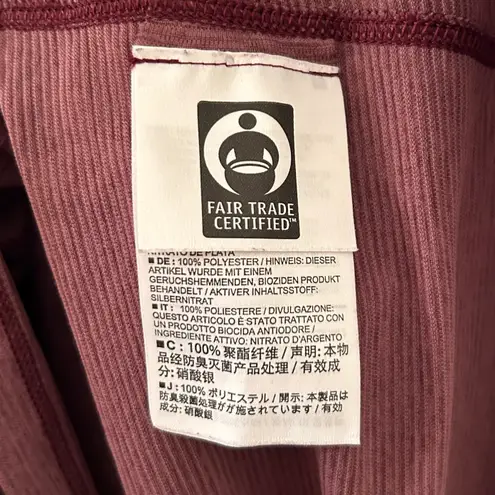 FAIR TRADE
CERTIFIED™
NITRATO DE PLATA
■ DE : 100% POLYESTER / HINWEIS: DIESER
ARTIKEL WURDE MIT EINEM
GERUCHSHEMMENDEN, BIOZIDEN PRODUKT
BEHANDELT / AKTIVER INHALTSSTOFF:
SILBERNITRAT
■ IT : 100% POLIESTERE / DIVULGAZIONE:
QUESTO ARTICOLO È STATO TRATTATO CON
UN PRODOTTO BIOCIDA ANTIODORE /
INGREDIENTE ATTIVO: NITRATO D'ARGENTO
■ C : 100% 聚酯纤维 / 声明: 本物
品经防臭灭菌产品处理 / 有效成
分: 硝酸银
■ J : 100% ポリエステル / 開示: 本製品は
防臭殺菌処理がが施されています / 有効
成分: 硝酸銀